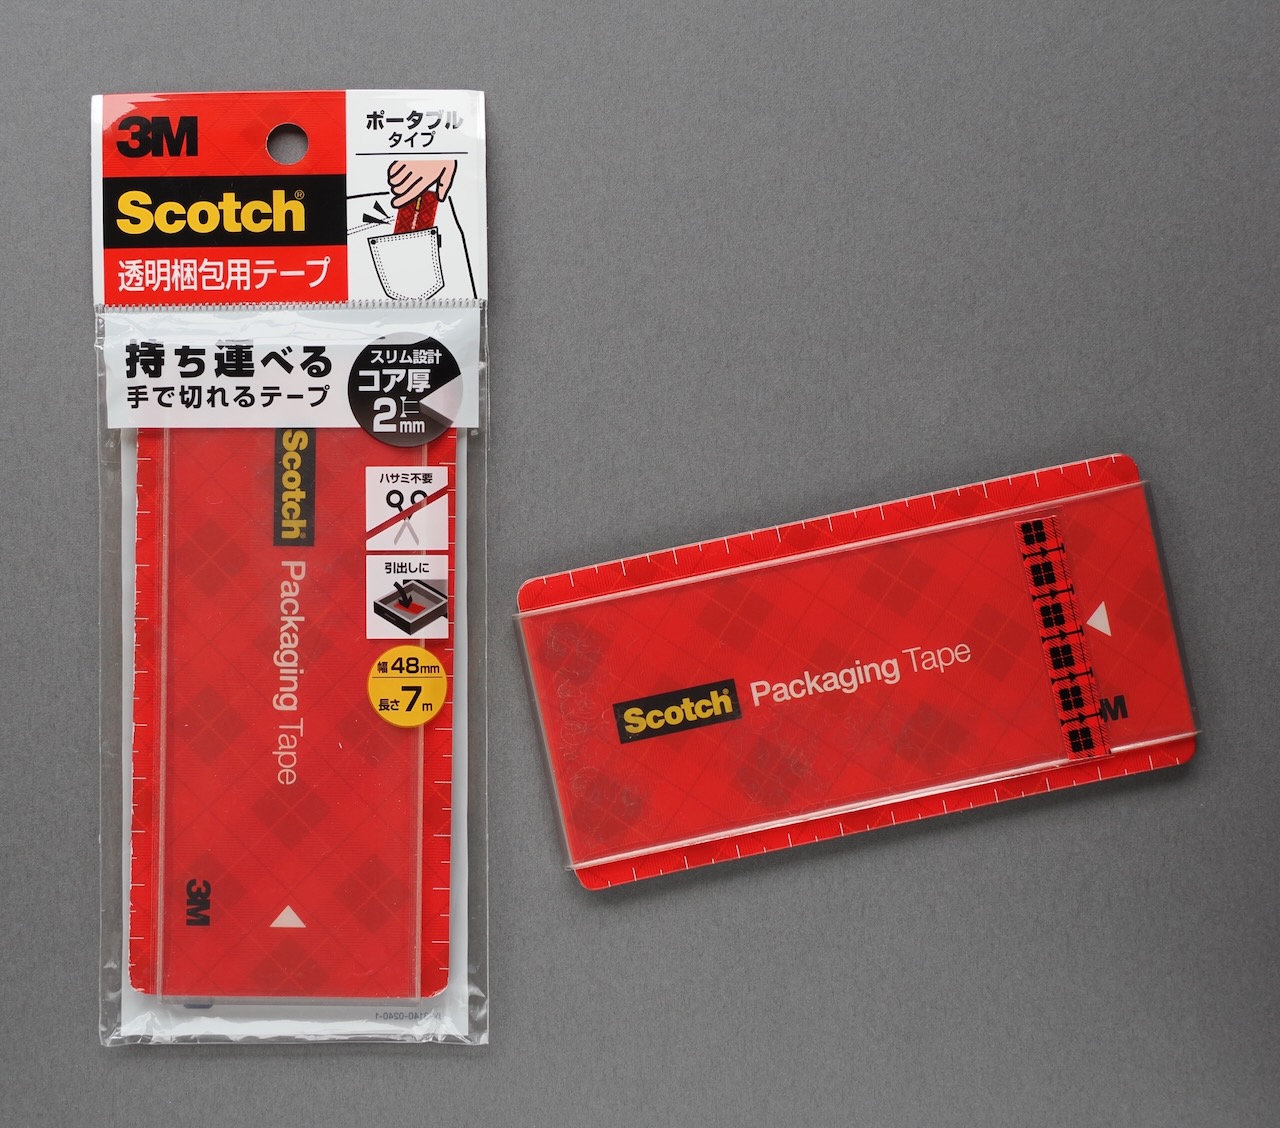 3M
Scotch®
透明梱包用テープ
ポータブル
タイプ
持ち運べる
手で切れるテープ
スリム設計
コア厚
2mm
ハサミ不要
引出しに
幅48mm
長さ7m
Scotch
Packaging Tape
3M
Scotch® Packaging Tape
3M